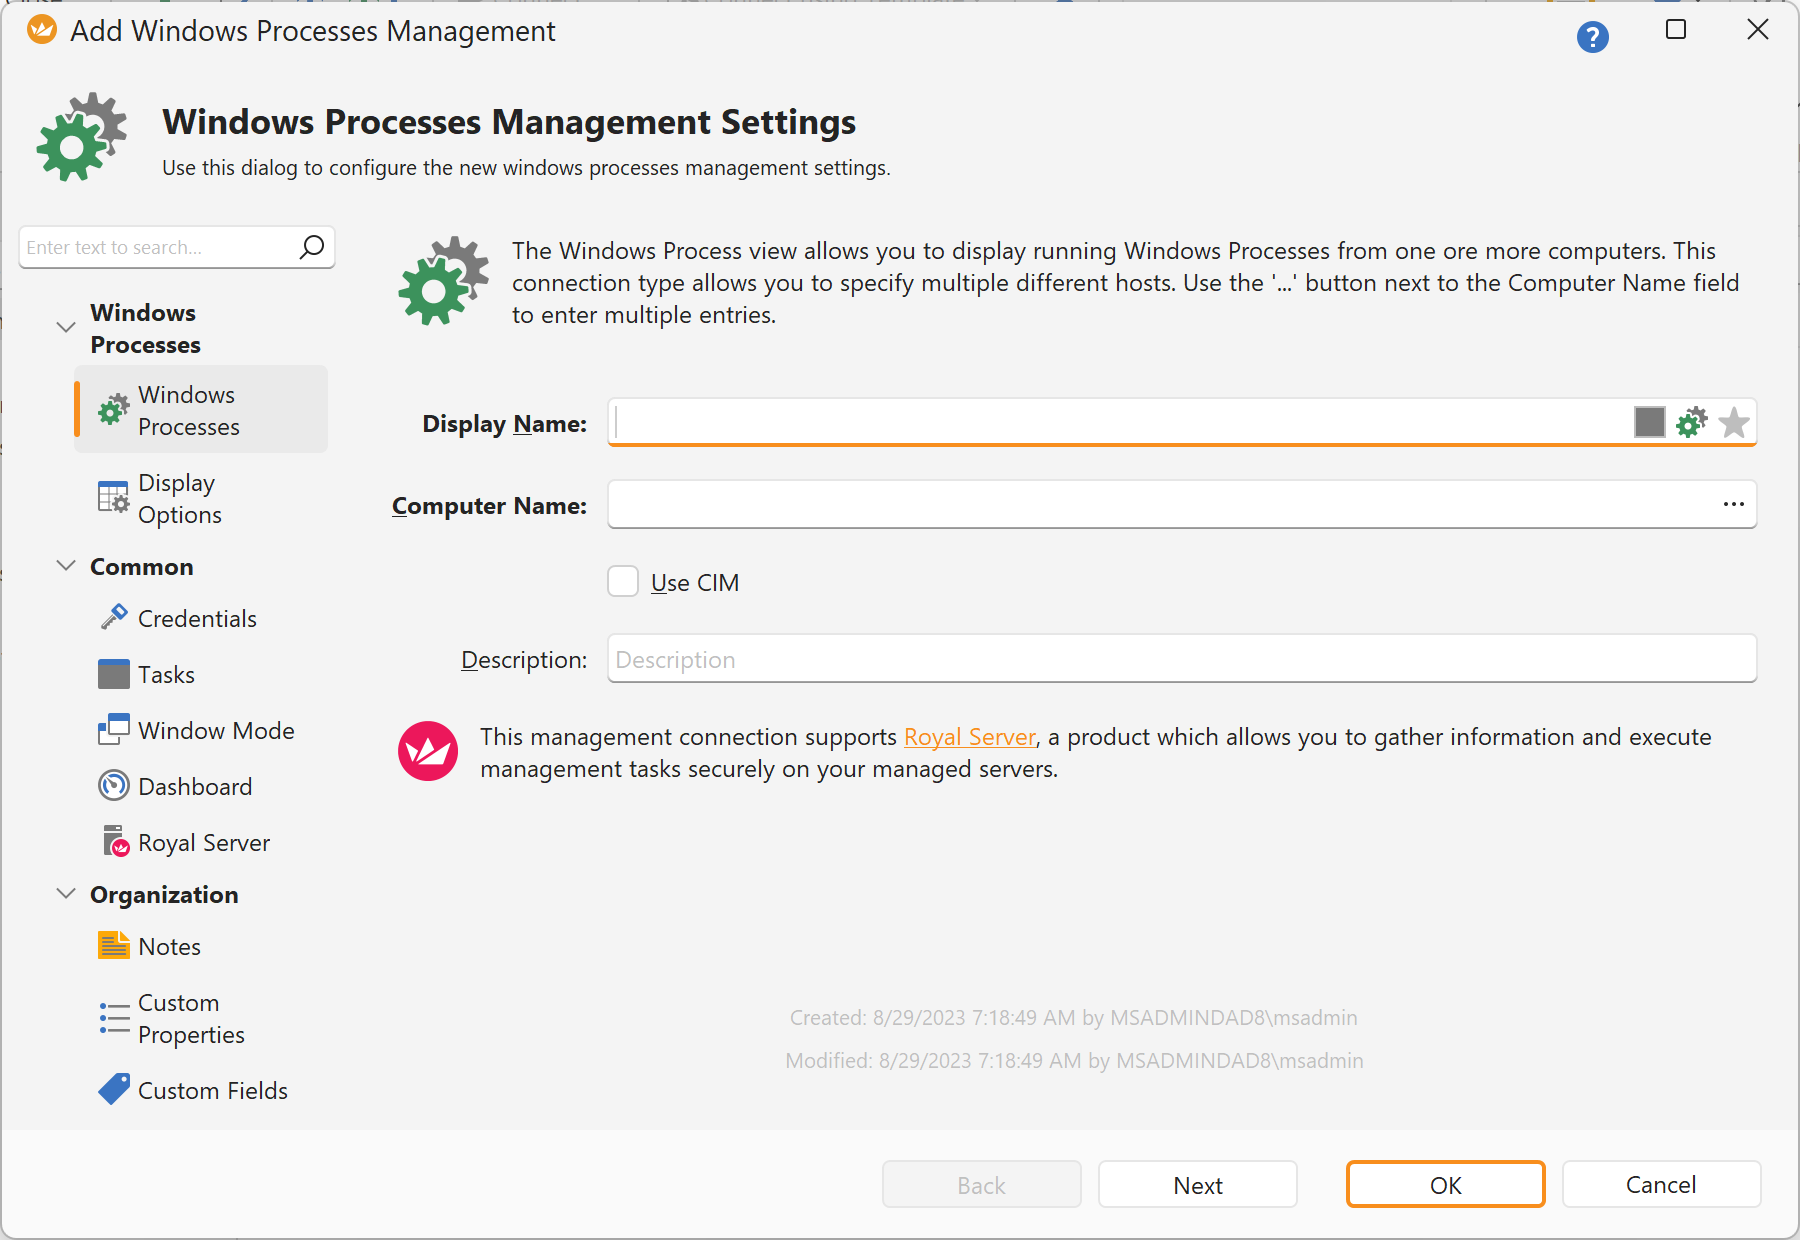 Add Windows Processes Management
?
Windows Processes Management Settings
Use this dialog to configure the new windows processes management settings.
Enter text to search...
Windows
Processes
Windows
Processes
Display
Options
Common
Credentials
Tasks
Window Mode
Dashboard
Royal Server
Organization
Notes
Custom
Properties
Custom Fields
The Windows Process view allows you to display running Windows Processes from one ore more computers. This
connection type allows you to specify multiple different hosts. Use the '...' button next to the Computer Name field
to enter multiple entries.
Display Name:
Computer Name:
...
Use CIM
Description:
Description
This management connection supports Royal Server, a product which allows you to gather information and execute
management tasks securely on your managed servers.
Created: 8/29/2023 7:18:49 AM by MSADMINDAD8\msadmin
Modified: 8/29/2023 7:18:49 AM by MSADMINDAD8\msadmin
Back
Next
OK
Cancel